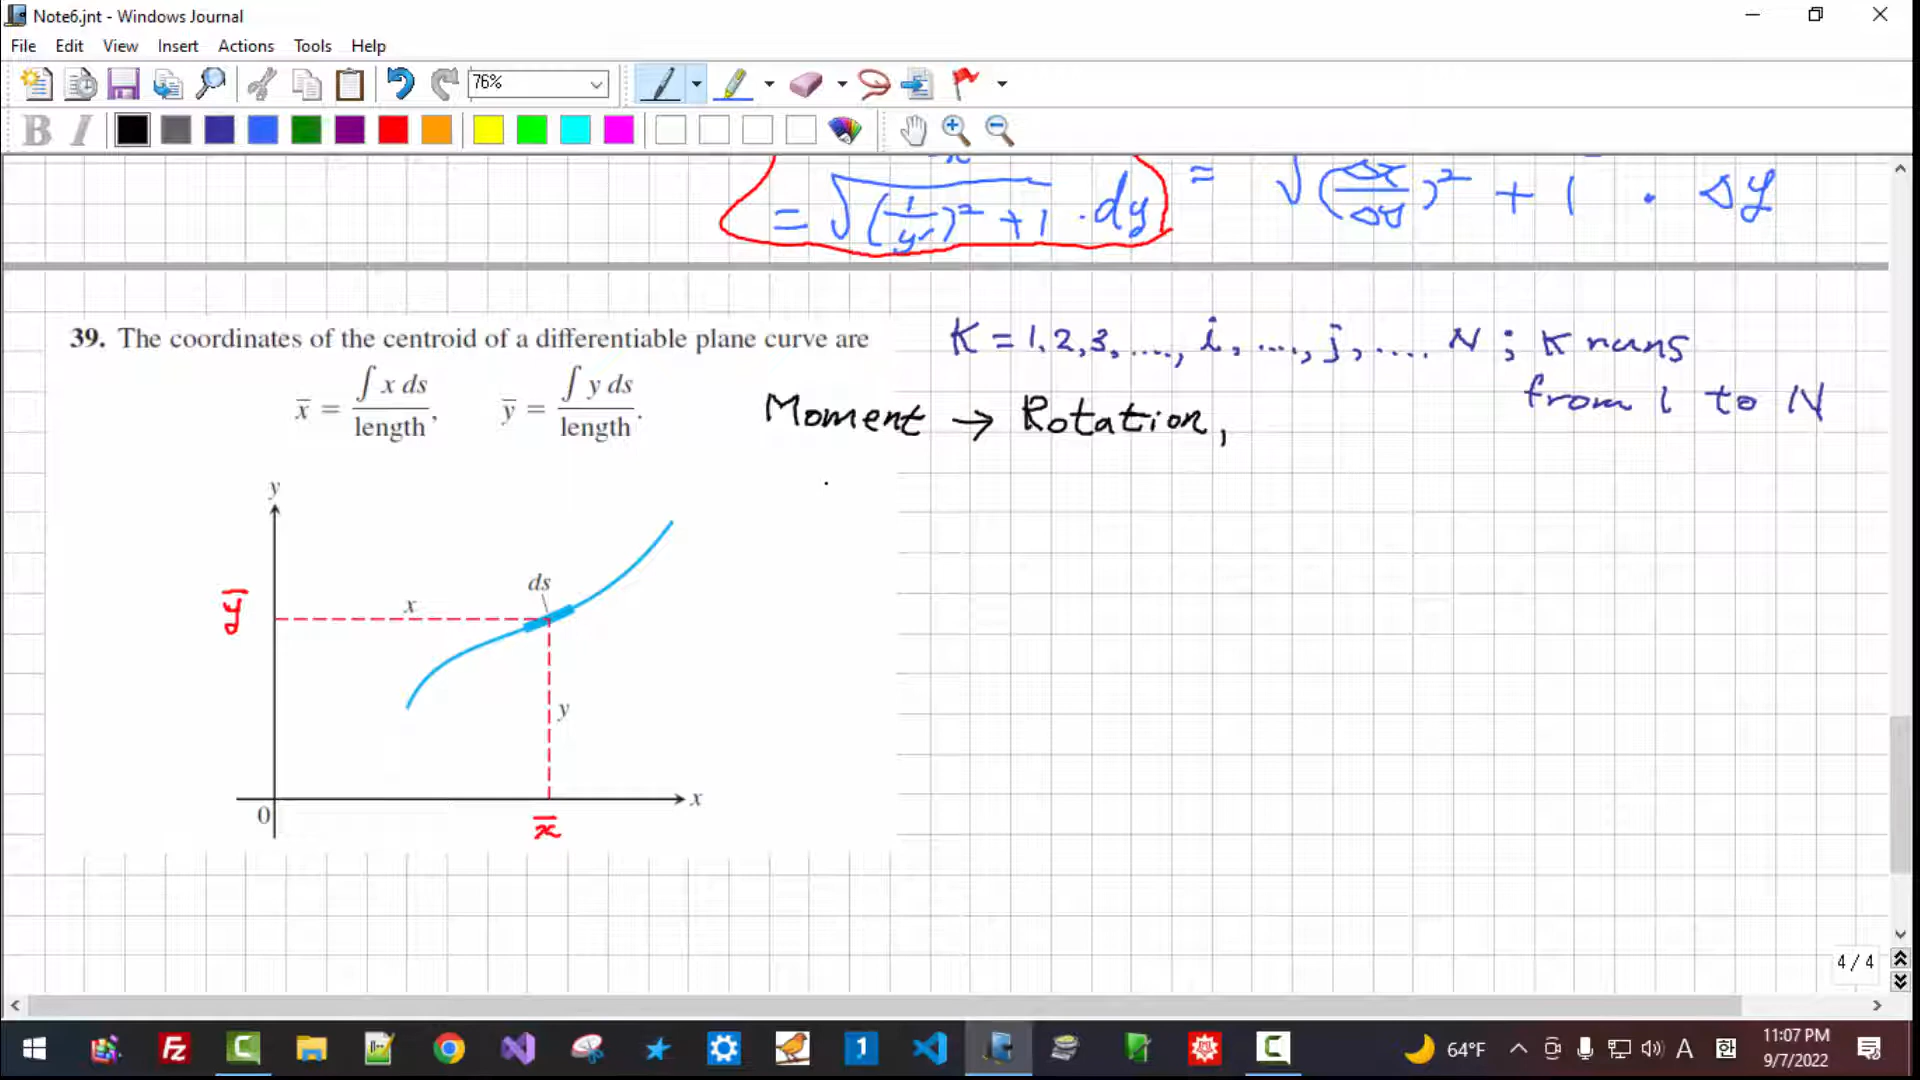 Note6.jnt - Windows Journal
File Edit View Insert Actions Tools Help
76%
B I
= √((1/y′)² + 1) · dy = √((Δx/Δy)² + 1) · Δy
39. The coordinates of the centroid of a differentiable plane curve are
x̄ = ∫ x ds / length, ȳ = ∫ y ds / length.
K = 1, 2, 3, ...., i, ...., j, .... N ; K runs
from 1 to N
Moment → Rotation,
y
ds
x
ȳ
y
0
x
x̄
4 / 4
64°F
A
한
11:07 PM
9/7/2022